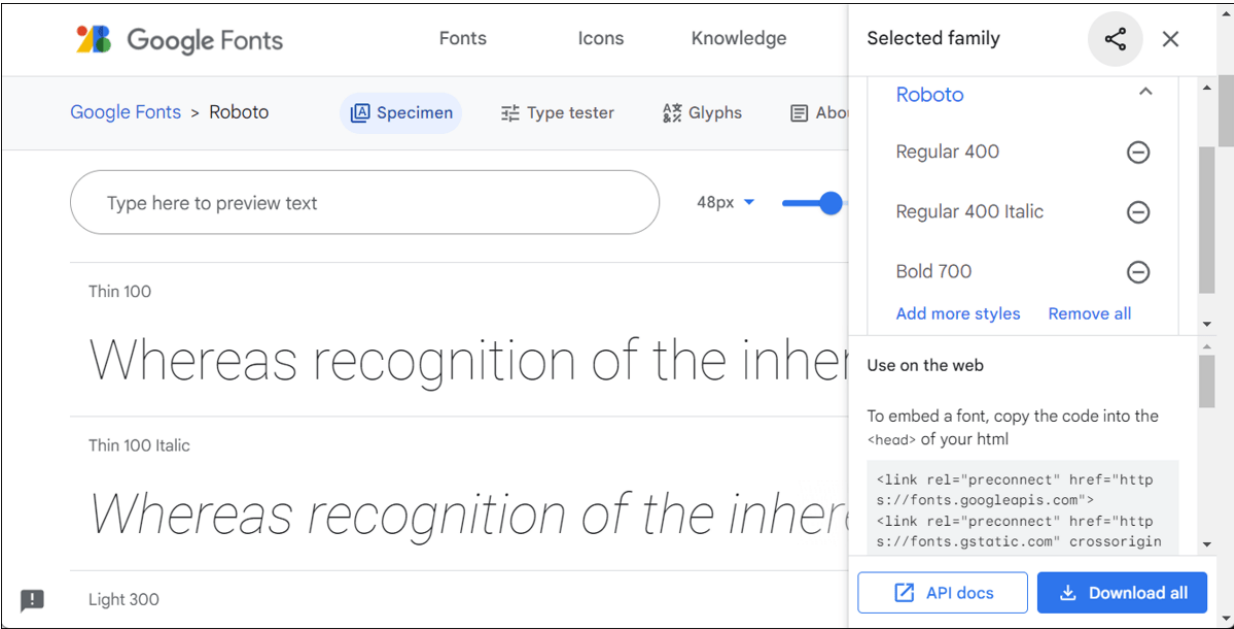 Google Fonts
Fonts
Icons
Knowledge
Google Fonts > Roboto
Specimen
Type tester
Glyphs
Abo
Type here to preview text
48px
Thin 100
Whereas recognition of the inher
Thin 100 Italic
Whereas recognition of the inhere
Light 300
Selected family
Roboto
Regular 400
Regular 400 Italic
Bold 700
Add more styles
Remove all
Use on the web
To embed a font, copy the code into the
<head> of your html
<link rel="preconnect" href="http
s://fonts.googleapis.com">
<link rel="preconnect" href="http
s://fonts.gstatic.com" crossorigin
API docs
Download all